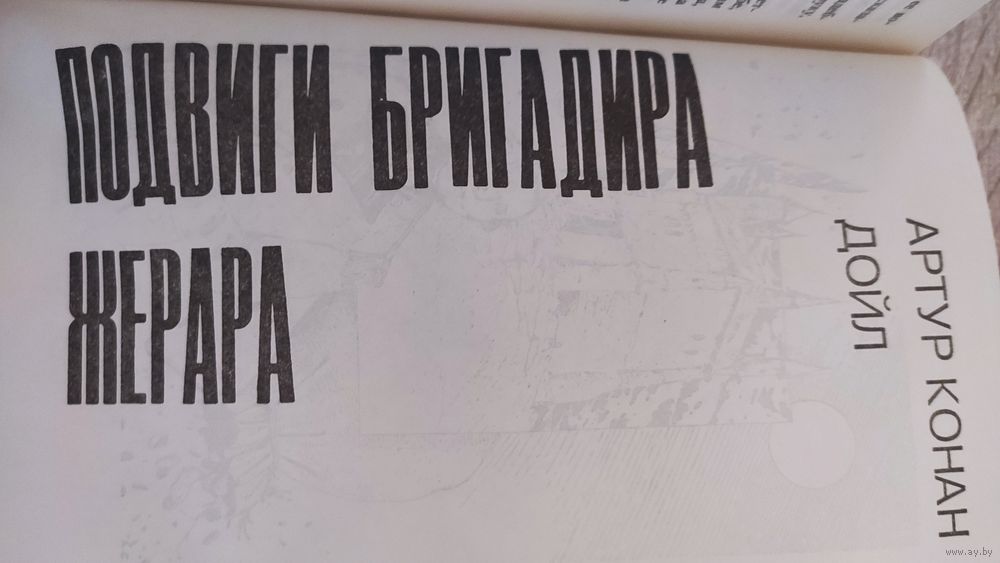 ПОДВИГИ БРИГАДИРА
ЖЕРАРА
АРТУР КОНАН
ДОЙЛ
www.ay.by